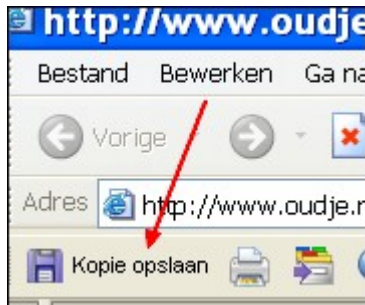 http://www.oudje
Bestand Bewerken Ga na
Vorige
Adres http://www.oudje.n
Kopie opslaan